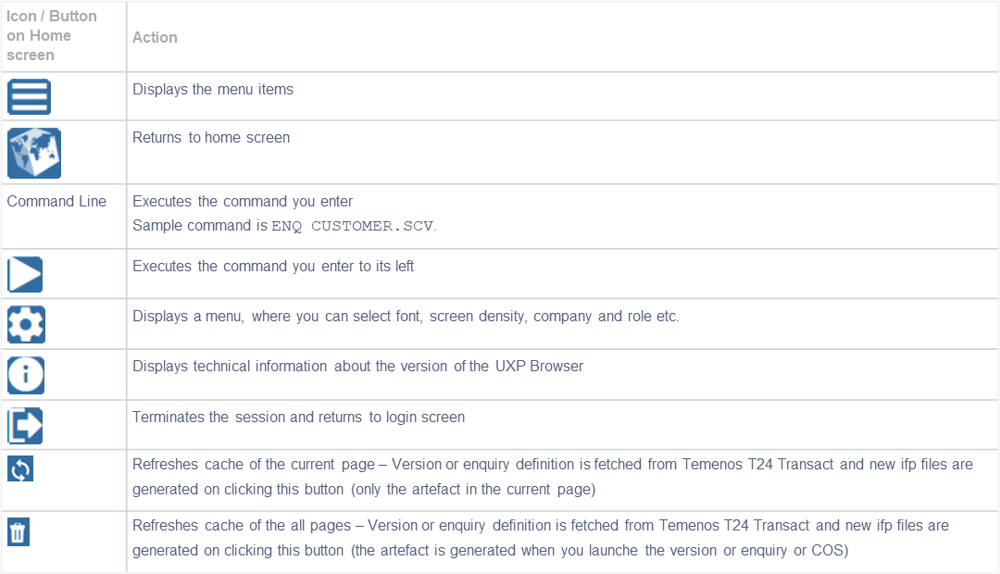 Icon / Button
on Home
screen
Action
Displays the menu items
Returns to home screen
Command Line
Executes the command you enter
Sample command is ENQ CUSTOMER.SCV.
Executes the command you enter to its left
Displays a menu, where you can select font, screen density, company and role etc.
Displays technical information about the version of the UXP Browser
Terminates the session and returns to login screen
Refreshes cache of the current page – Version or enquiry definition is fetched from Temenos T24 Transact and new ifp files are
generated on clicking this button (only the artefact in the current page)
Refreshes cache of the all pages – Version or enquiry definition is fetched from Temenos T24 Transact and new ifp files are
generated on clicking this button (the artefact is generated when you launche the version or enquiry or COS)